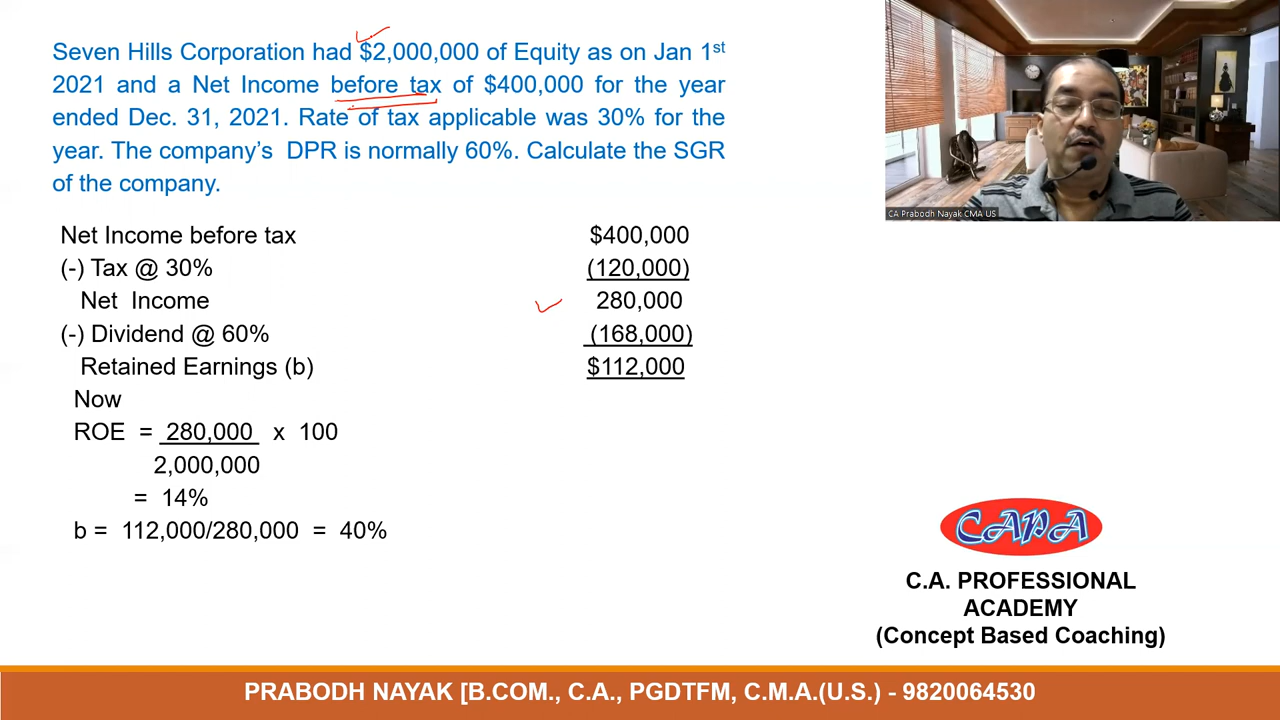 Seven Hills Corporation had $2,000,000 of Equity as on Jan 1st
2021 and a Net Income before tax of $400,000 for the year
ended Dec. 31, 2021. Rate of tax applicable was 30% for the
year. The company's DPR is normally 60%. Calculate the SGR
of the company.
Net Income before tax $400,000
(-) Tax @ 30% (120,000)
Net Income 280,000
(-) Dividend @ 60% (168,000)
Retained Earnings (b) $112,000
Now
ROE = 280,000 x 100
2,000,000
= 14%
b = 112,000/280,000 = 40%
CA Prabodh Nayak CMA US
CAPA
C.A. PROFESSIONAL
ACADEMY
(Concept Based Coaching)
PRABODH NAYAK [B.COM., C.A., PGDTFM, C.M.A.(U.S.) - 9820064530